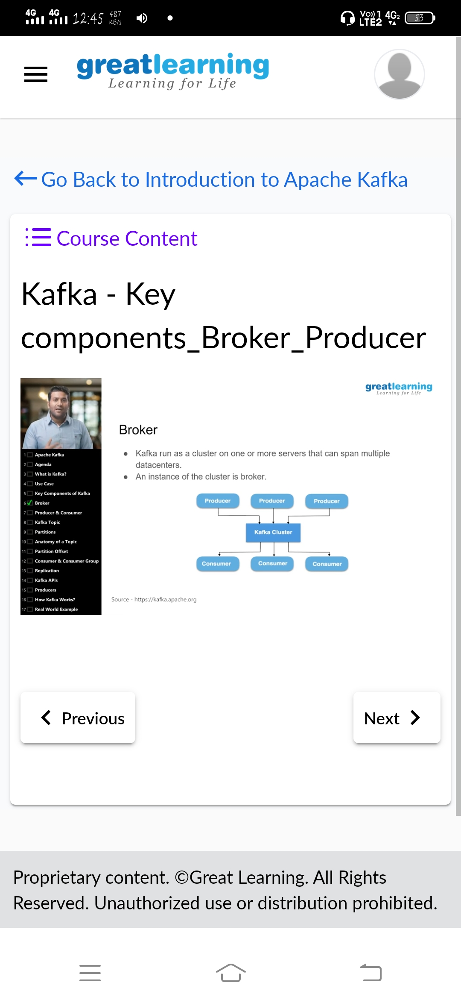 4G 4G 12:45 487 KB/s Vo)) 1 LTE2 4G2 53
greatlearning
Learning for Life
Go Back to Introduction to Apache Kafka
Course Content
Kafka - Key
components_Broker_Producer
greatlearning
Learning for Life
Broker
• Kafka run as a cluster on one or more servers that can span multiple
datacenters.
• An instance of the cluster is broker.
Producer Producer Producer
Kafka Cluster
Consumer Consumer Consumer
Source - https://kafka.apache.org
1 Apache Kafka
2 Agenda
3 What is Kafka?
4 Use Case
5 Key Components of Kafka
6 Broker
7 Producer & Consumer
8 Kafka Topic
9 Partitions
10 Anatomy of a Topic
11 Partition Offset
12 Consumer & Consumer Group
13 Replication
14 Kafka APIs
15 Producers
16 How Kafka Works?
17 Real World Example
Previous Next
Proprietary content. ©Great Learning. All Rights
Reserved. Unauthorized use or distribution prohibited.